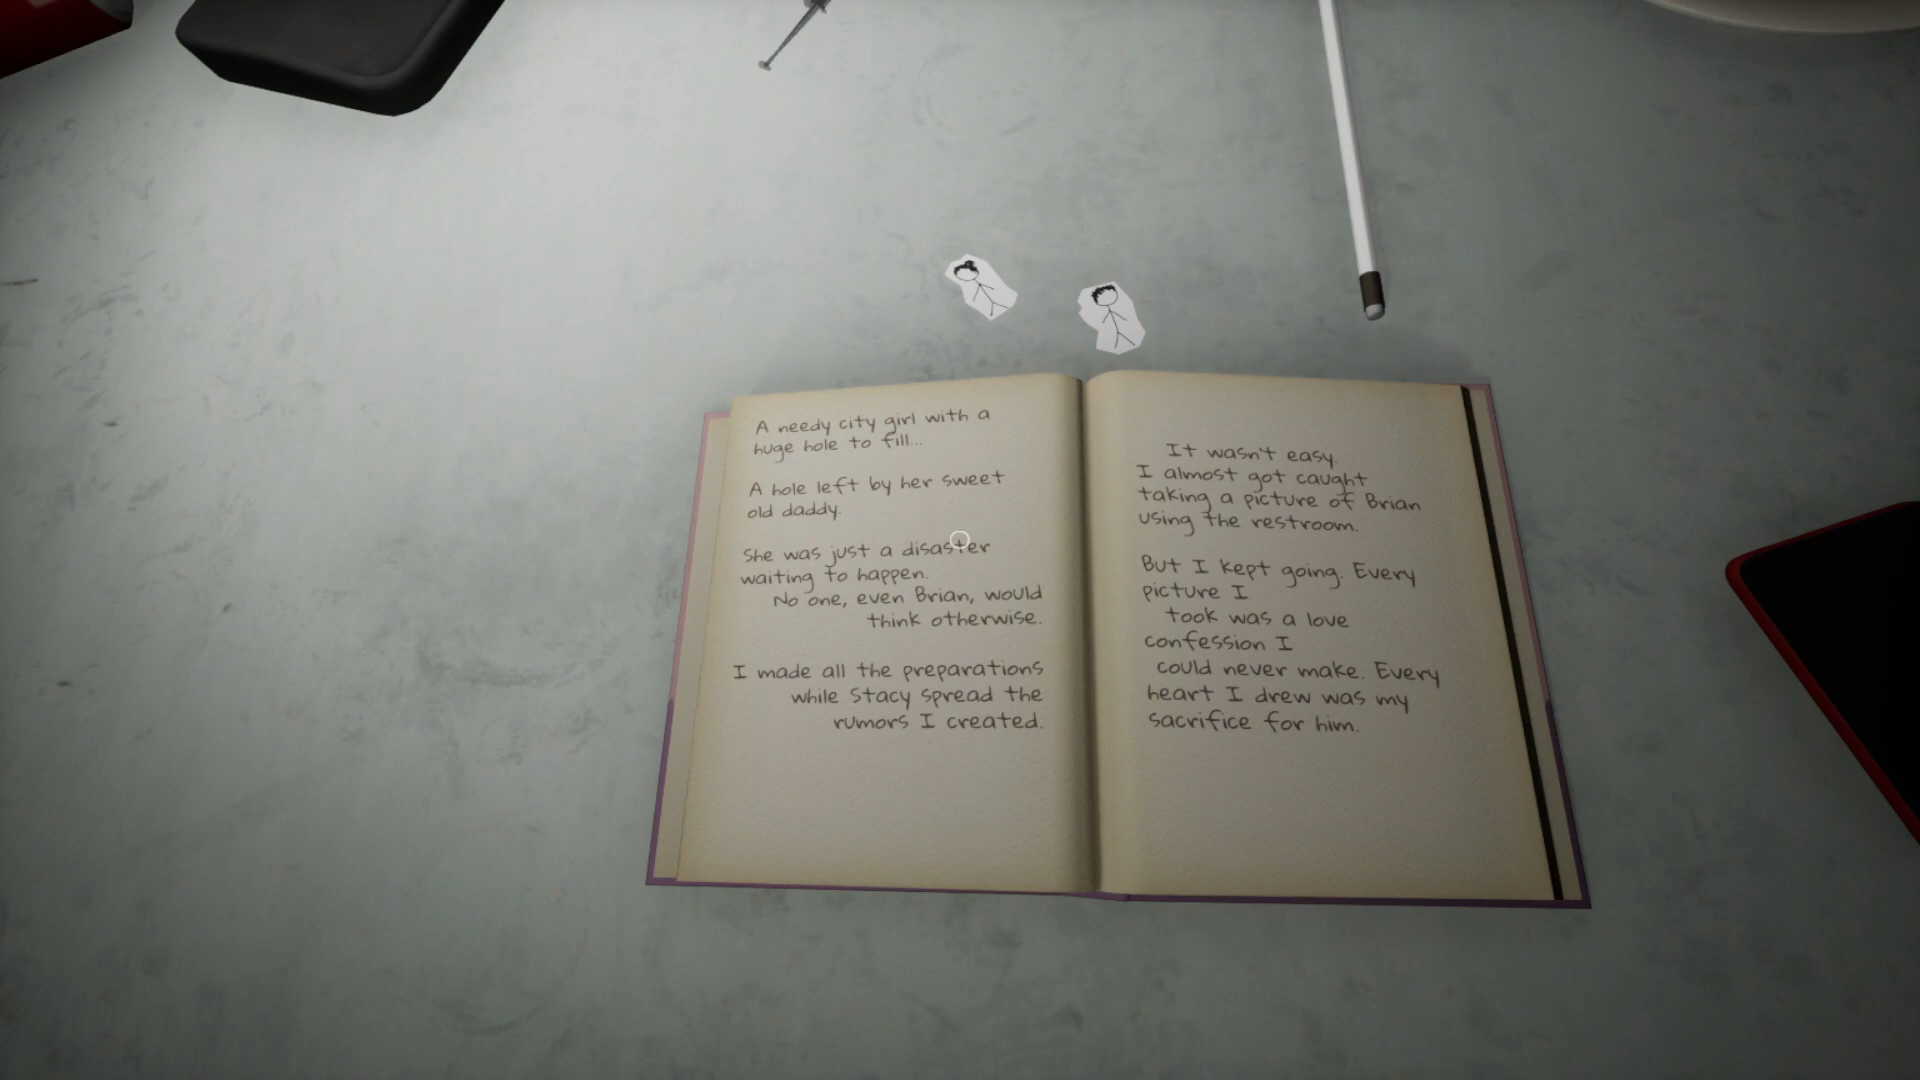 A needy city girl with a
huge hole to fill...
A hole left by her sweet
old daddy.
She was just a disaster
waiting to happen.
No one, even Brian, would
think otherwise.
I made all the preparations
while Stacy spread the
rumors I created.
It wasn't easy.
I almost got caught
taking a picture of Brian
using the restroom.
But I kept going. Every
picture I
took was a love
confession I
could never make. Every
heart I drew was my
sacrifice for him.